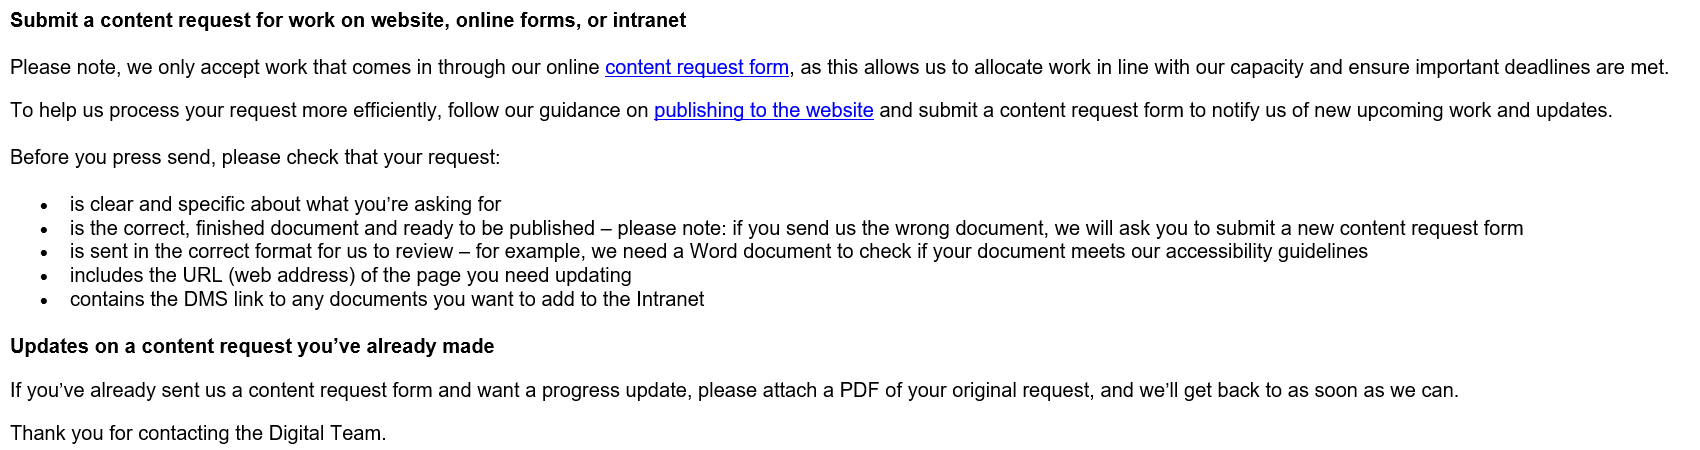 Submit a content request for work on website, online forms, or intranet
Please note, we only accept work that comes in through our online content request form, as this allows us to allocate work in line with our capacity and ensure important deadlines are met.
To help us process your request more efficiently, follow our guidance on publishing to the website and submit a content request form to notify us of new upcoming work and updates.
Before you press send, please check that your request:
• is clear and specific about what you’re asking for
• is the correct, finished document and ready to be published – please note: if you send us the wrong document, we will ask you to submit a new content request form
• is sent in the correct format for us to review – for example, we need a Word document to check if your document meets our accessibility guidelines
• includes the URL (web address) of the page you need updating
• contains the DMS link to any documents you want to add to the Intranet
Updates on a content request you’ve already made
If you’ve already sent us a content request form and want a progress update, please attach a PDF of your original request, and we’ll get back to as soon as we can.
Thank you for contacting the Digital Team.